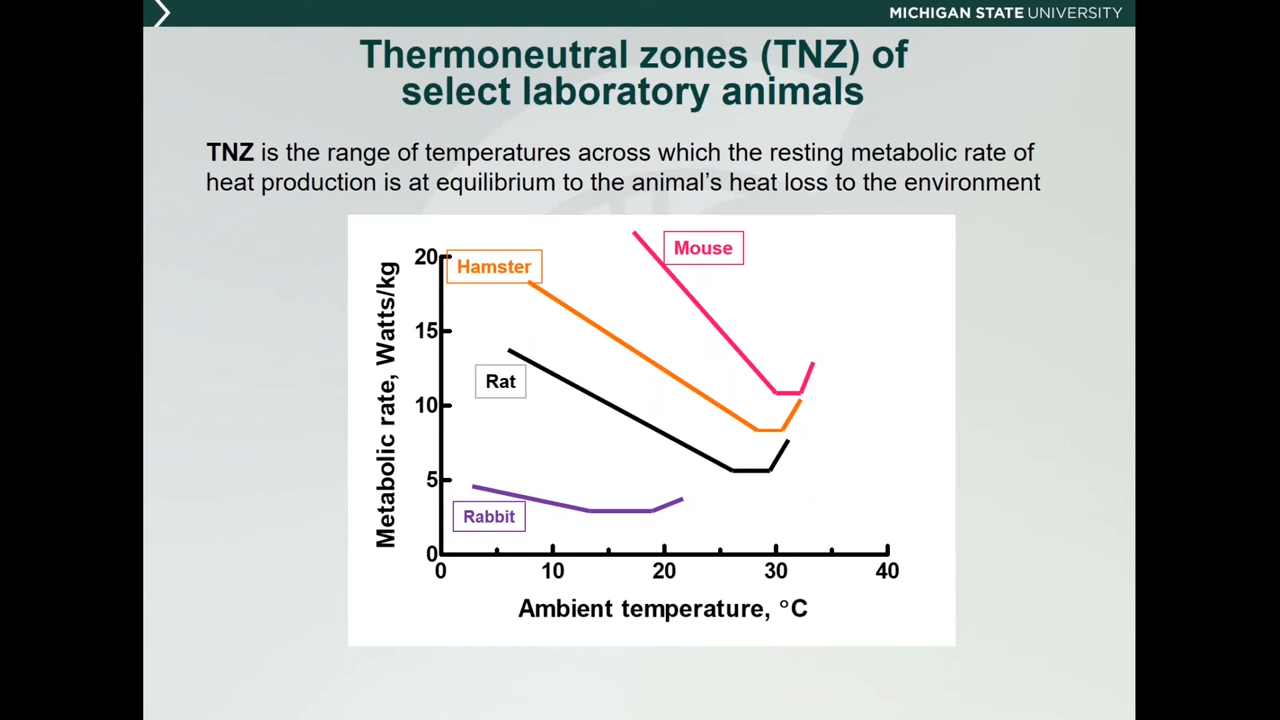 MICHIGAN STATE UNIVERSITY
Thermoneutral zones (TNZ) of
select laboratory animals
TNZ is the range of temperatures across which the resting metabolic rate of
heat production is at equilibrium to the animal's heat loss to the environment
Metabolic rate, Watts/kg
20
15
10
5
0
Hamster
Mouse
Rat
Rabbit
0 10 20 30 40
Ambient temperature, °C